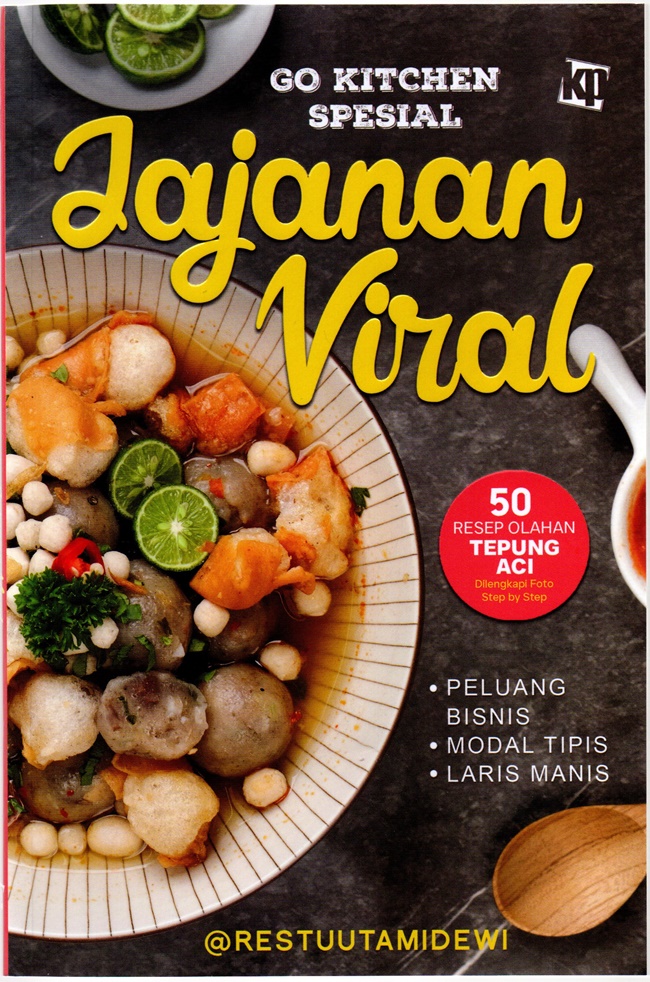 GO KITCHEN
SPESIAL
KP
Jajanan
Viral
50
RESEP OLAHAN
TEPUNG
ACI
Dilengkapi Foto
Step by Step
• PELUANG
BISNIS
• MODAL TIPIS
• LARIS MANIS
@RESTUUTAMIDEWI